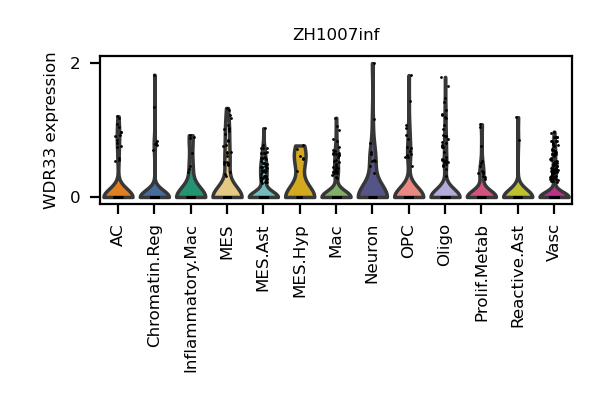 ZH1007inf
WDR33 expression
2
0
AC
Chromatin.Reg
Inflammatory.Mac
MES
MES.Ast
MES.Hyp
Mac
Neuron
OPC
Oligo
Prolif.Metab
Reactive.Ast
Vasc